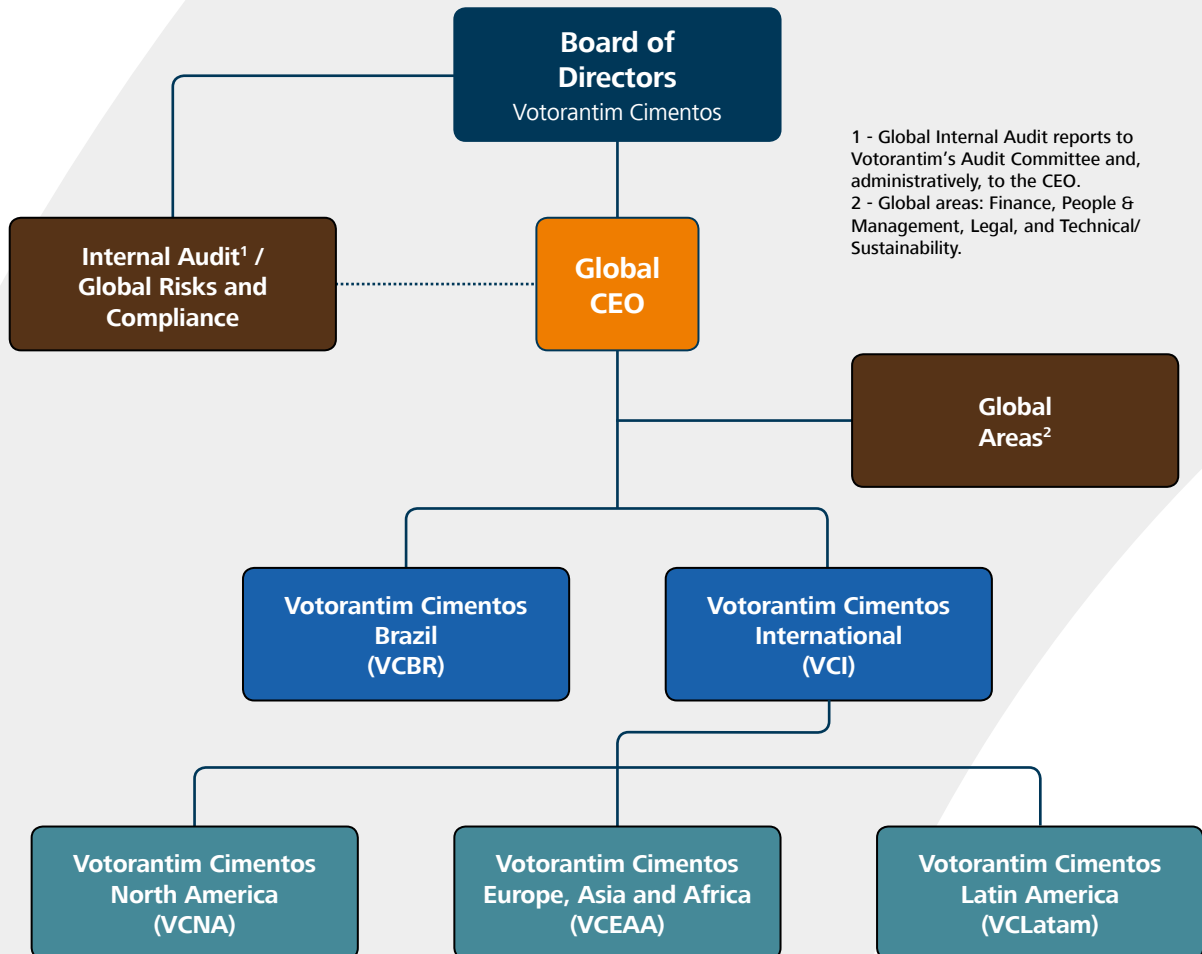 Board of
Directors
Votorantim Cimentos
1 - Global Internal Audit reports to
Votorantim's Audit Committee and,
administratively, to the CEO.
2 - Global areas: Finance, People &
Management, Legal, and Technical/
Sustainability.
Internal Audit¹ /
Global Risks and
Compliance
Global
CEO
Global
Areas²
Votorantim Cimentos
Brazil
(VCBR)
Votorantim Cimentos
International
(VCI)
Votorantim Cimentos
North America
(VCNA)
Votorantim Cimentos
Europe, Asia and Africa
(VCEAA)
Votorantim Cimentos
Latin America
(VCLatam)